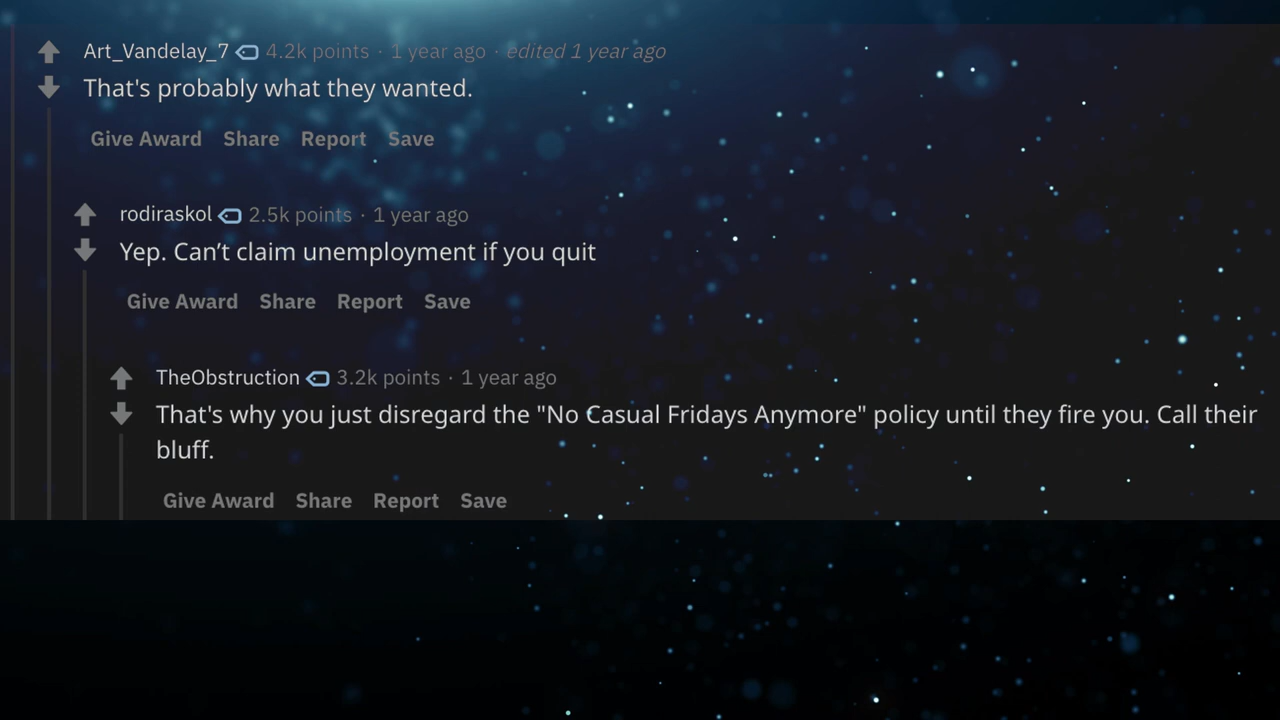 Art_Vandelay_7 4.2k points · 1 year ago · edited 1 year ago
That's probably what they wanted.
Give Award Share Report Save
rodiraskol 2.5k points · 1 year ago
Yep. Can’t claim unemployment if you quit
Give Award Share Report Save
TheObstruction 3.2k points · 1 year ago
That's why you just disregard the "No Casual Fridays Anymore" policy until they fire you. Call their
bluff.
Give Award Share Report Save